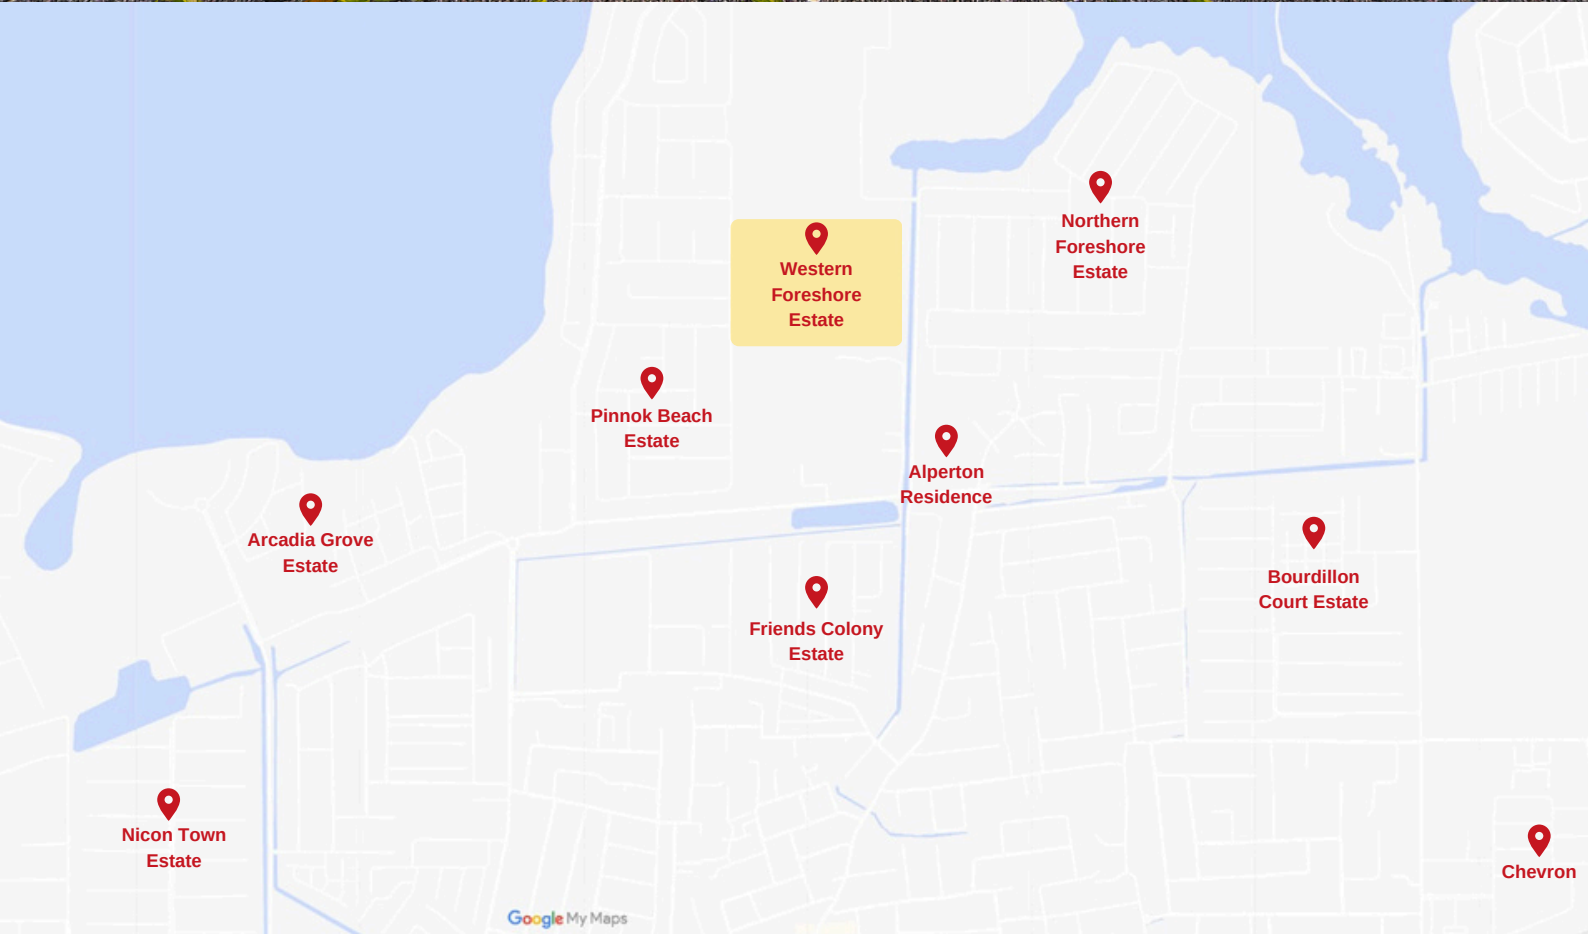 Northern
Foreshore
Estate
Western
Foreshore
Estate
Pinnok Beach
Estate
Alperton
Residence
Arcadia Grove
Estate
Bourdillon
Court Estate
Friends Colony
Estate
Nicon Town
Estate
Chevron
Google My Maps